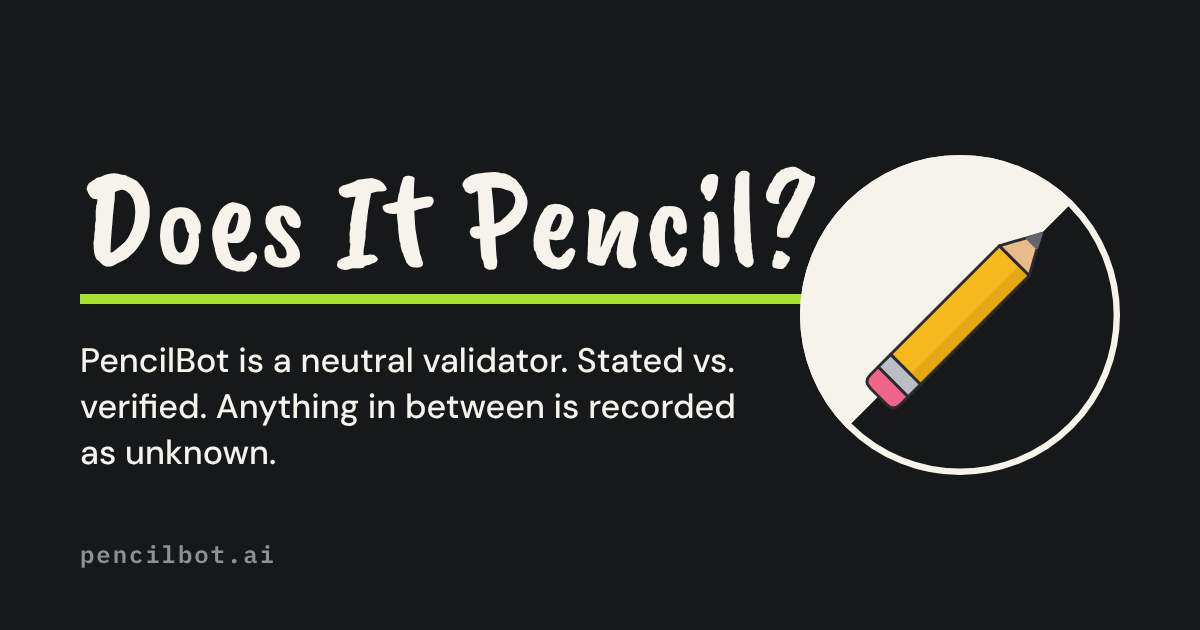 Does It Pencil?
PencilBot is a neutral validator. Stated vs.
verified. Anything in between is recorded
as unknown.
pencilbot.ai